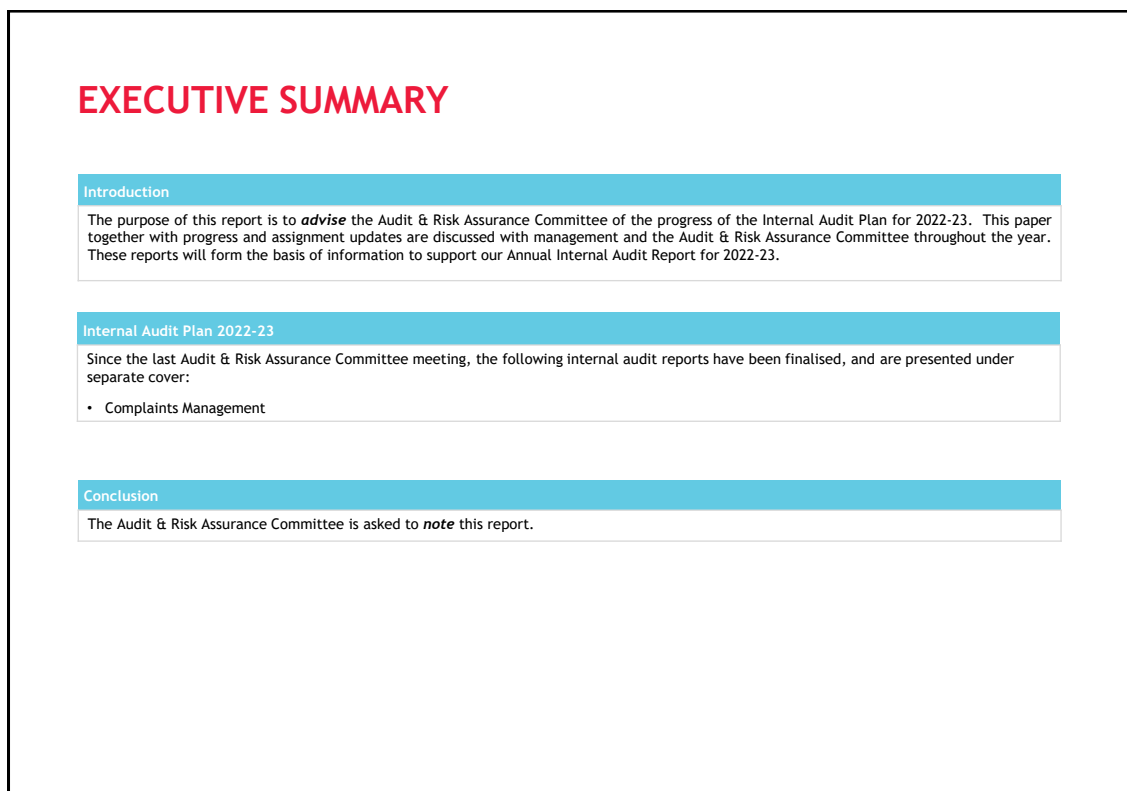 EXECUTIVE SUMMARY
Introduction
The purpose of this report is to advise the Audit & Risk Assurance Committee of the progress of the Internal Audit Plan for 2022-23. This paper
together with progress and assignment updates are discussed with management and the Audit & Risk Assurance Committee throughout the year.
These reports will form the basis of information to support our Annual Internal Audit Report for 2022-23.
Internal Audit Plan 2022-23
Since the last Audit & Risk Assurance Committee meeting, the following internal audit reports have been finalised, and are presented under
separate cover:
• Complaints Management
Conclusion
The Audit & Risk Assurance Committee is asked to note this report.